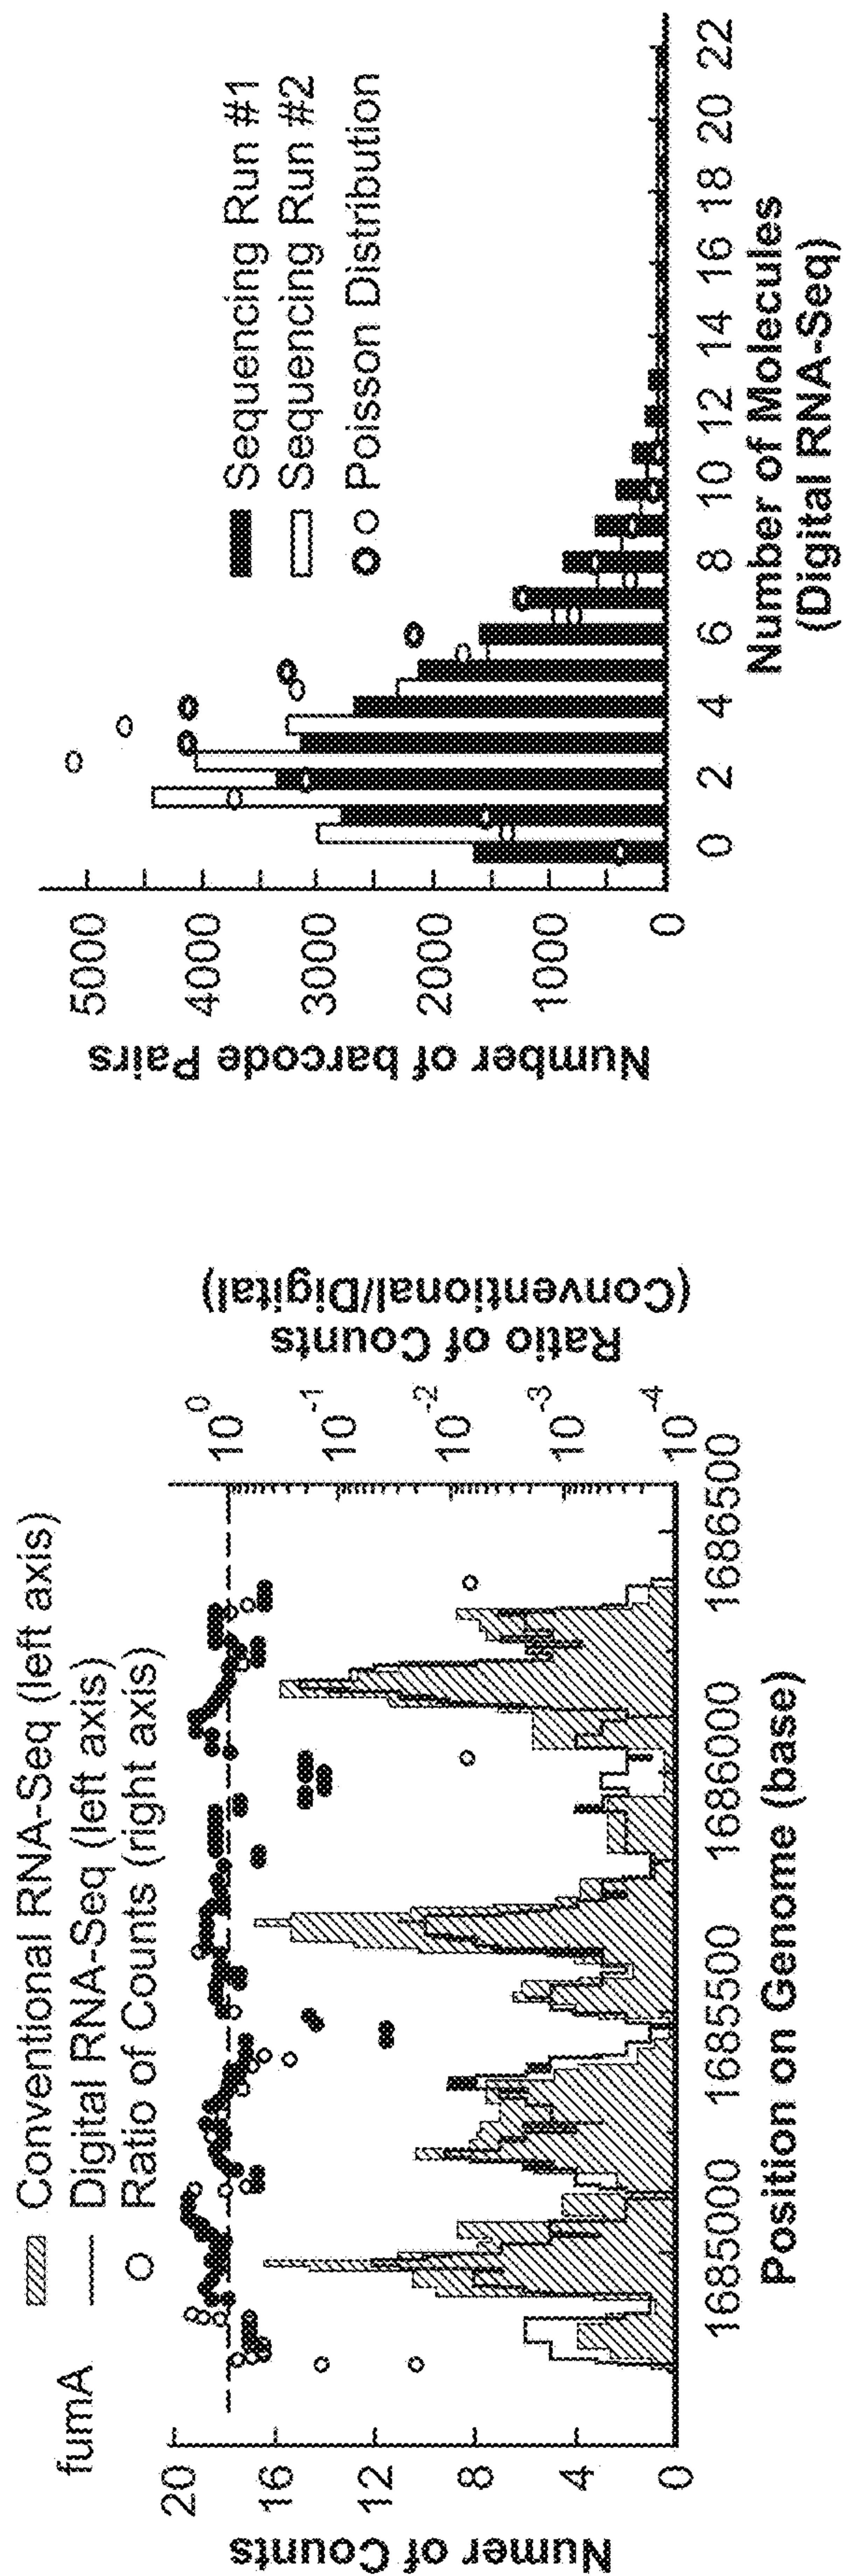 fumA
Conventional RNA-Seq (left axis)
Digital RNA-Seq (left axis)
Ratio of Counts (right axis)
Numer of Counts
20
16
12
8
4
0
1685000
1685500
1686000
1686500
Position on Genome (base)
10^0
10^-1
10^-2
10^-3
10^-4
Ratio of Counts
(Conventional/Digital)
Number of barcode Pairs
5000
4000
3000
2000
1000
0
Sequencing Run #1
Sequencing Run #2
Poisson Distribution
0 2 4 6 8 10 12 14 16 18 20 22
Number of Molecules
(Digital RNA-Seq)